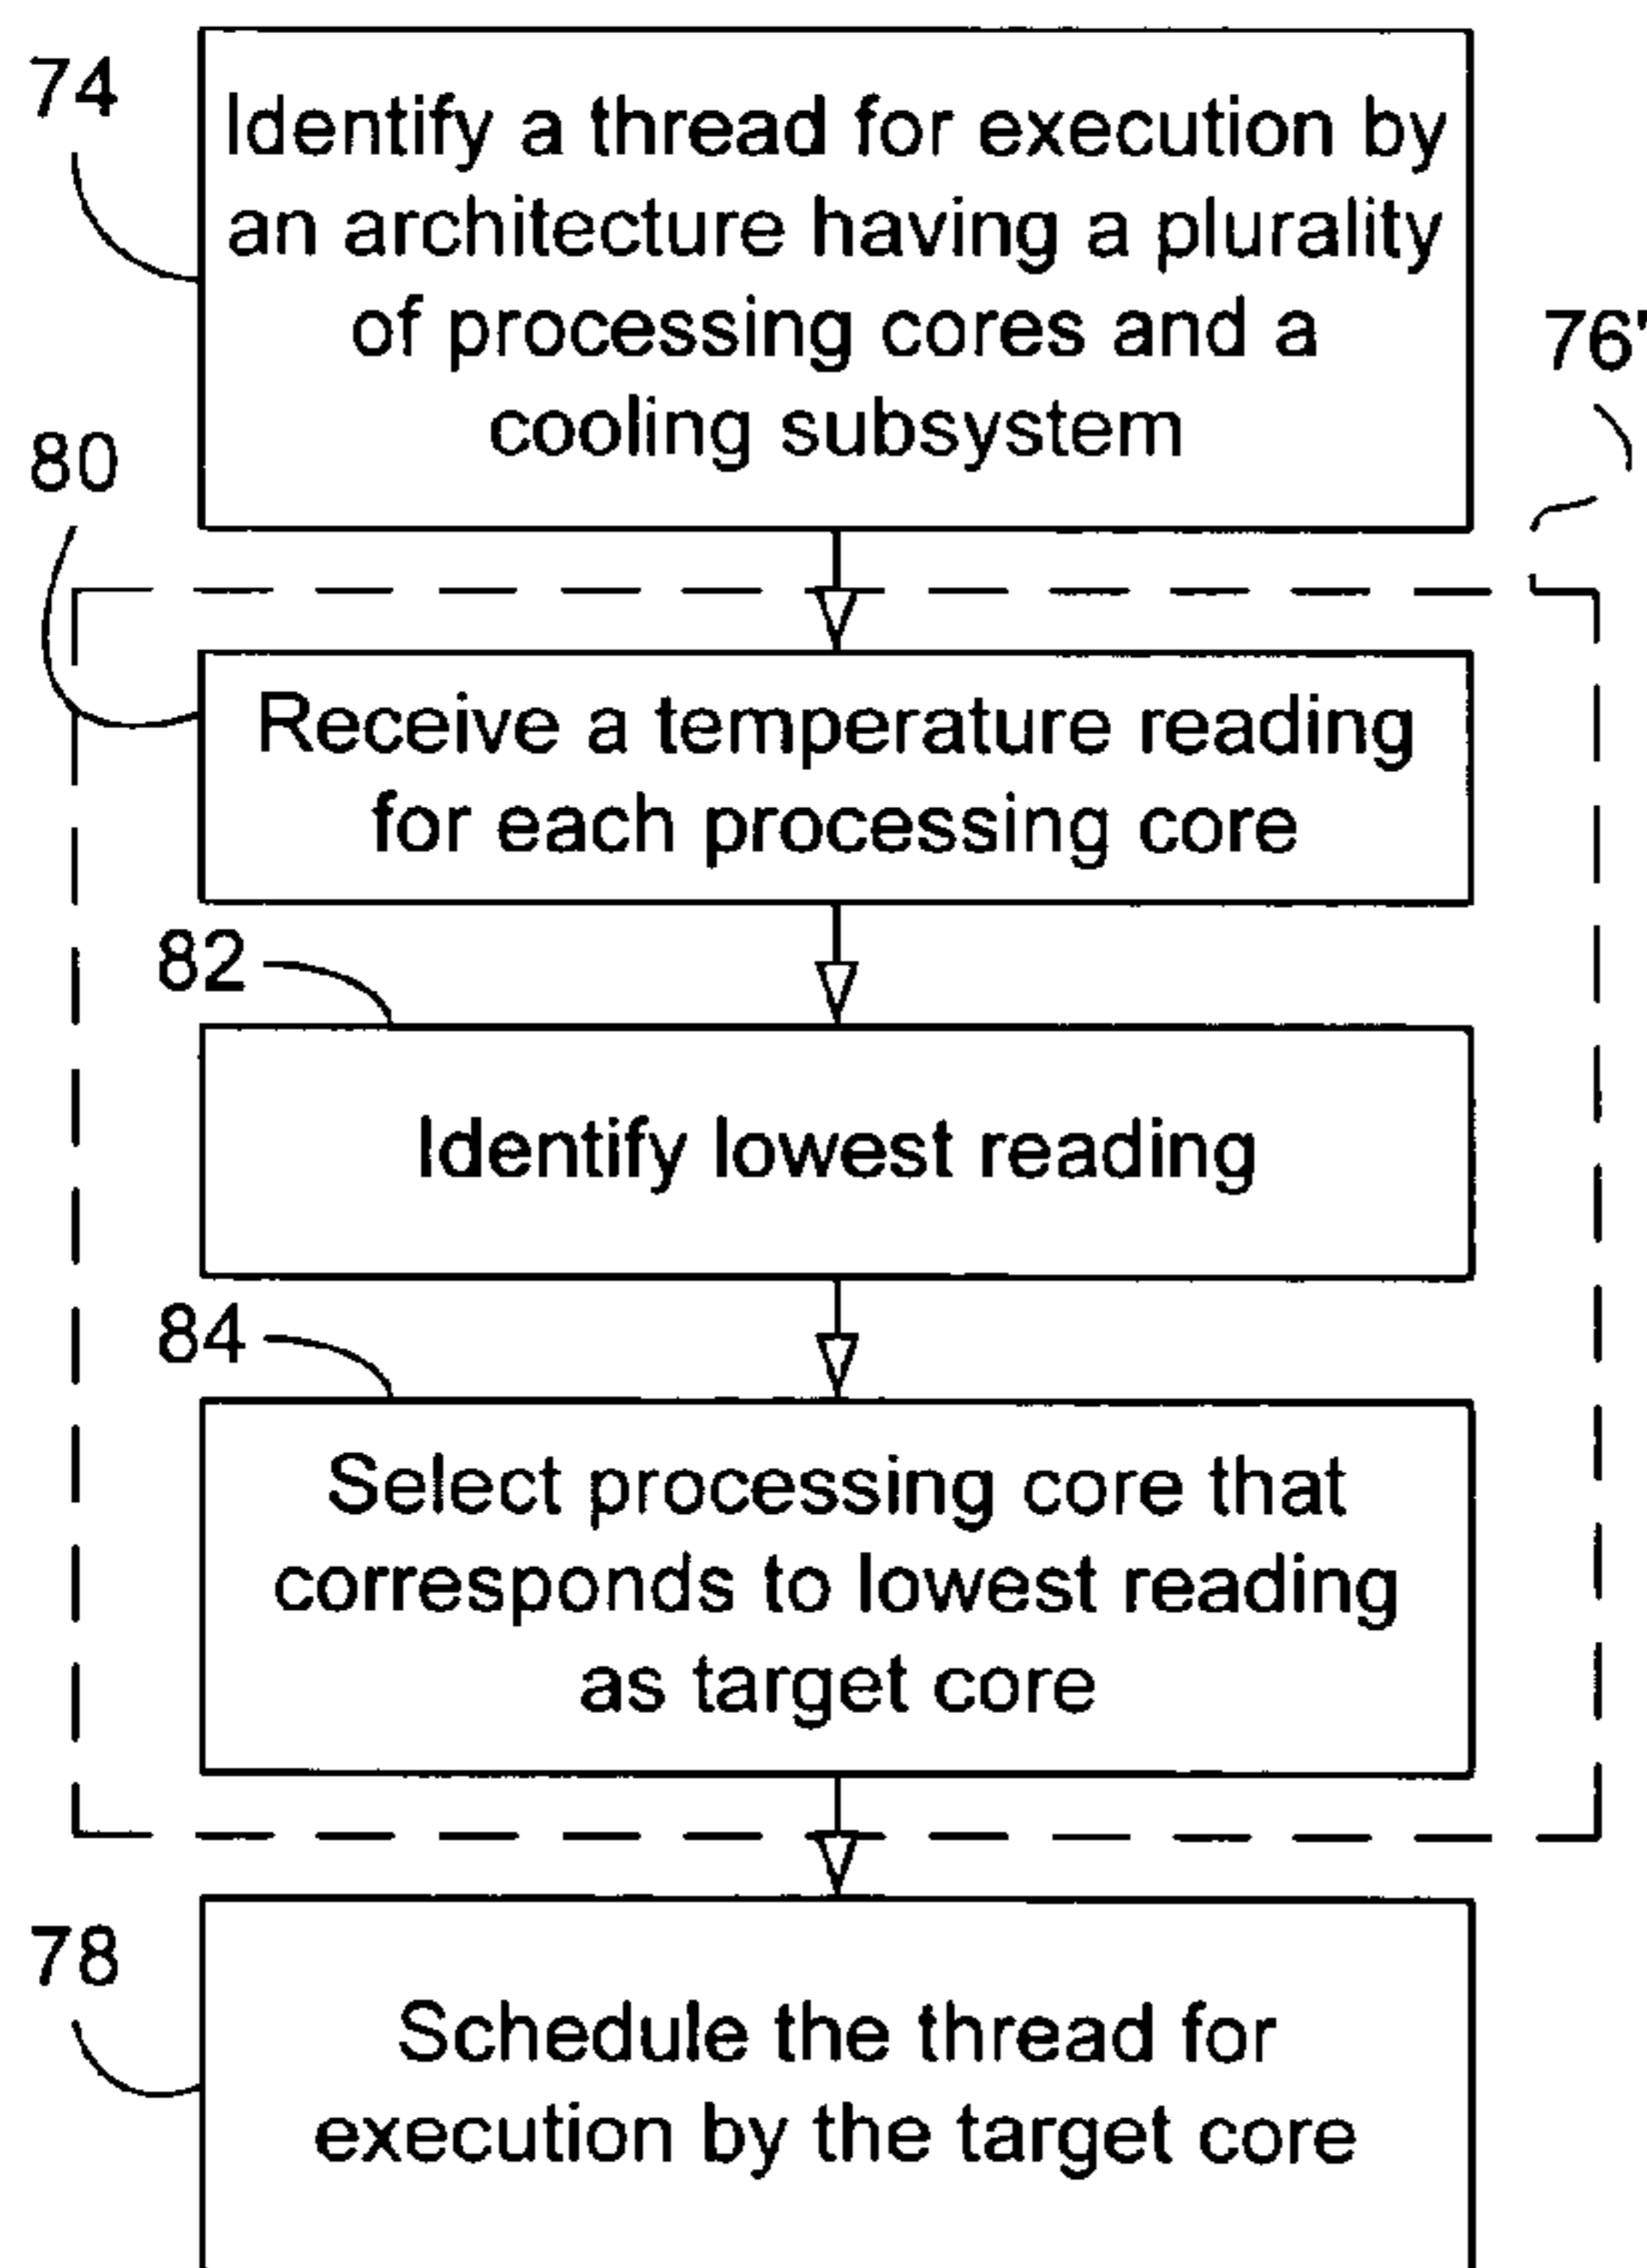 74
Identify a thread for execution by
an architecture having a plurality
of processing cores and a
cooling subsystem
76'
80
Receive a temperature reading
for each processing core
82
Identify lowest reading
84
Select processing core that
corresponds to lowest reading
as target core
78
Schedule the thread for
execution by the target core